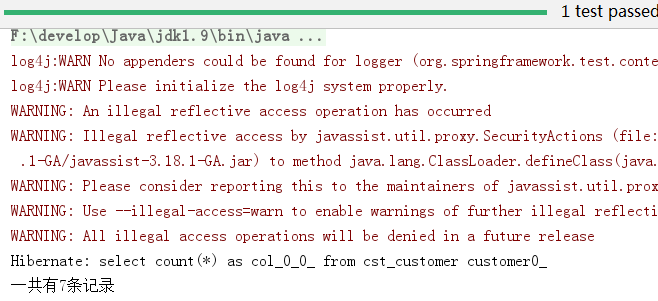 1 test passed
F:\develop\Java\jdk1.9\bin\java ...
log4j:WARN No appenders could be found for logger (org.springframework.test.conte
log4j:WARN Please initialize the log4j system properly.
WARNING: An illegal reflective access operation has occurred
WARNING: Illegal reflective access by javassist.util.proxy.SecurityActions (file:
.1-GA/javassist-3.18.1-GA.jar) to method java.lang.ClassLoader.defineClass(java.
WARNING: Please consider reporting this to the maintainers of javassist.util.prox
WARNING: Use --illegal-access=warn to enable warnings of further illegal reflecti
WARNING: All illegal access operations will be denied in a future release
Hibernate: select count(*) as col_0_0_ from cst_customer customer0_
一共有7条记录